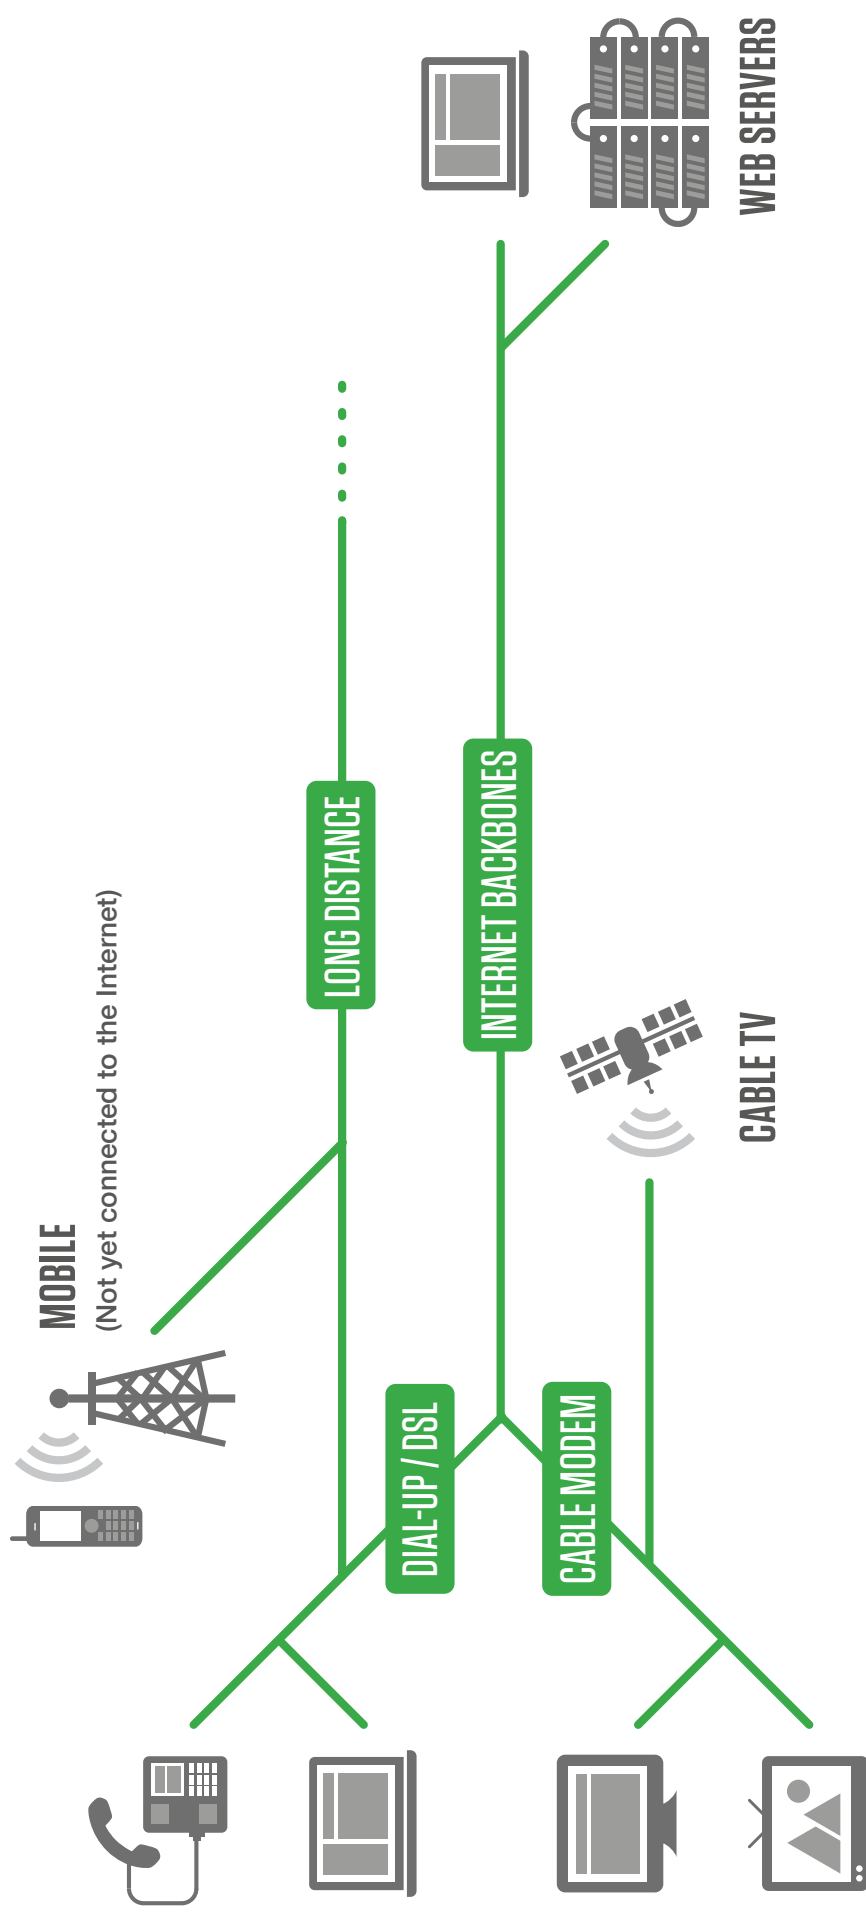 MOBILE
(Not yet connected to the Internet)
LONG DISTANCE
DIAL-UP / DSL
INTERNET BACKBONES
CABLE MODEM
CABLE TV
WEB SERVERS